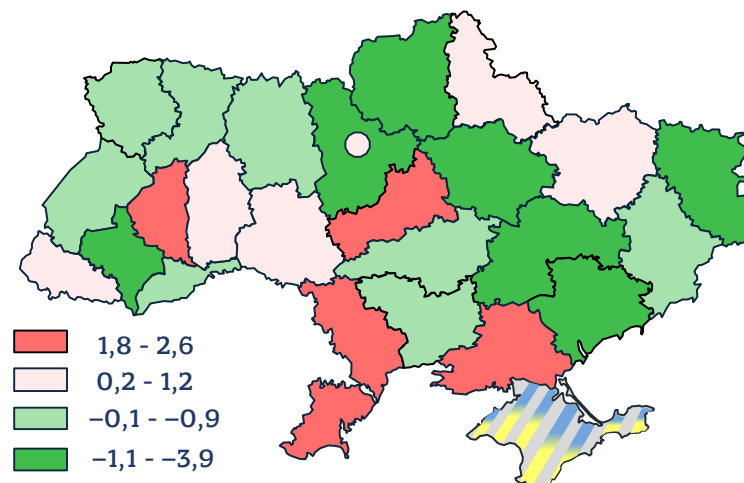 1,8 - 2,6
0,2 - 1,2
–0,1 - –0,9
–1,1 - –3,9